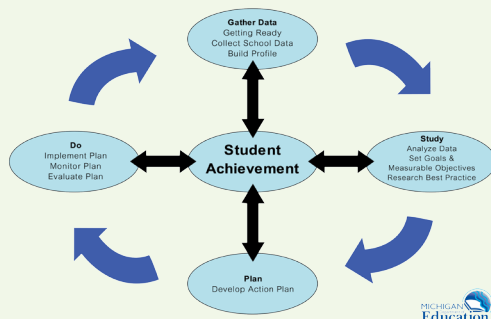 Gather Data
Getting Ready
Collect School Data
Build Profile
Study
Analyze Data
Set Goals &
Measurable Objectives
Research Best Practice
Student
Achievement
Do
Implement Plan
Monitor Plan
Evaluate Plan
Plan
Develop Action Plan
MICHIGAN
Education